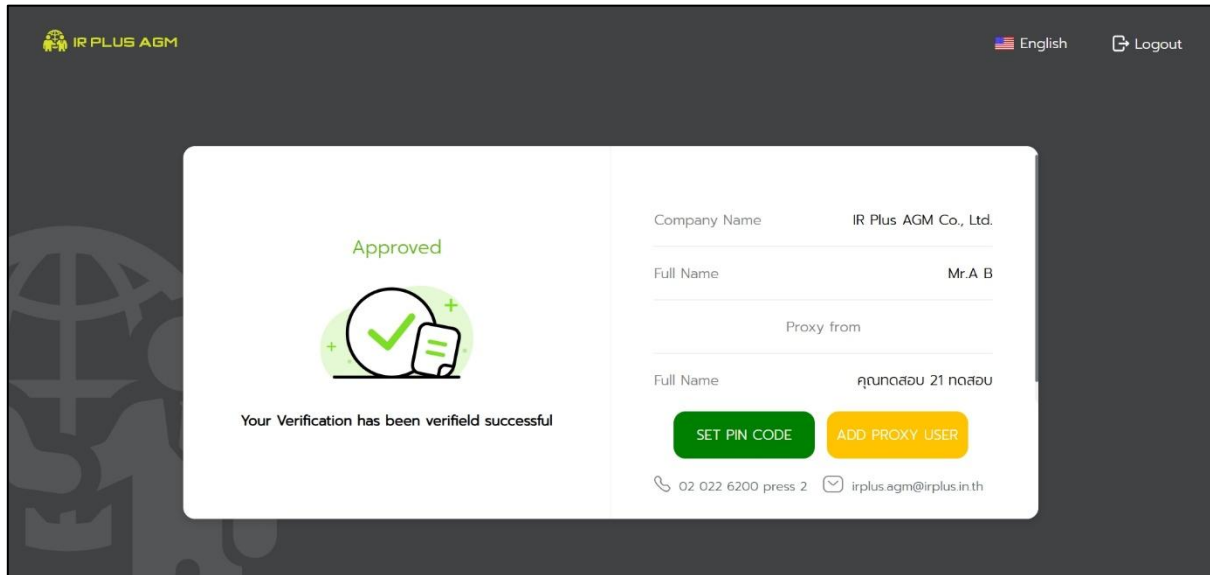 IR PLUS AGM
English
Logout
Approved
Your Verification has been verifield successful
Company Name IR Plus AGM Co., Ltd.
Full Name Mr.A B
Proxy from
Full Name คุณทดสอบ 21 ทดสอบ
SET PIN CODE
ADD PROXY USER
02 022 6200 press 2
irplus.agm@irplus.in.th